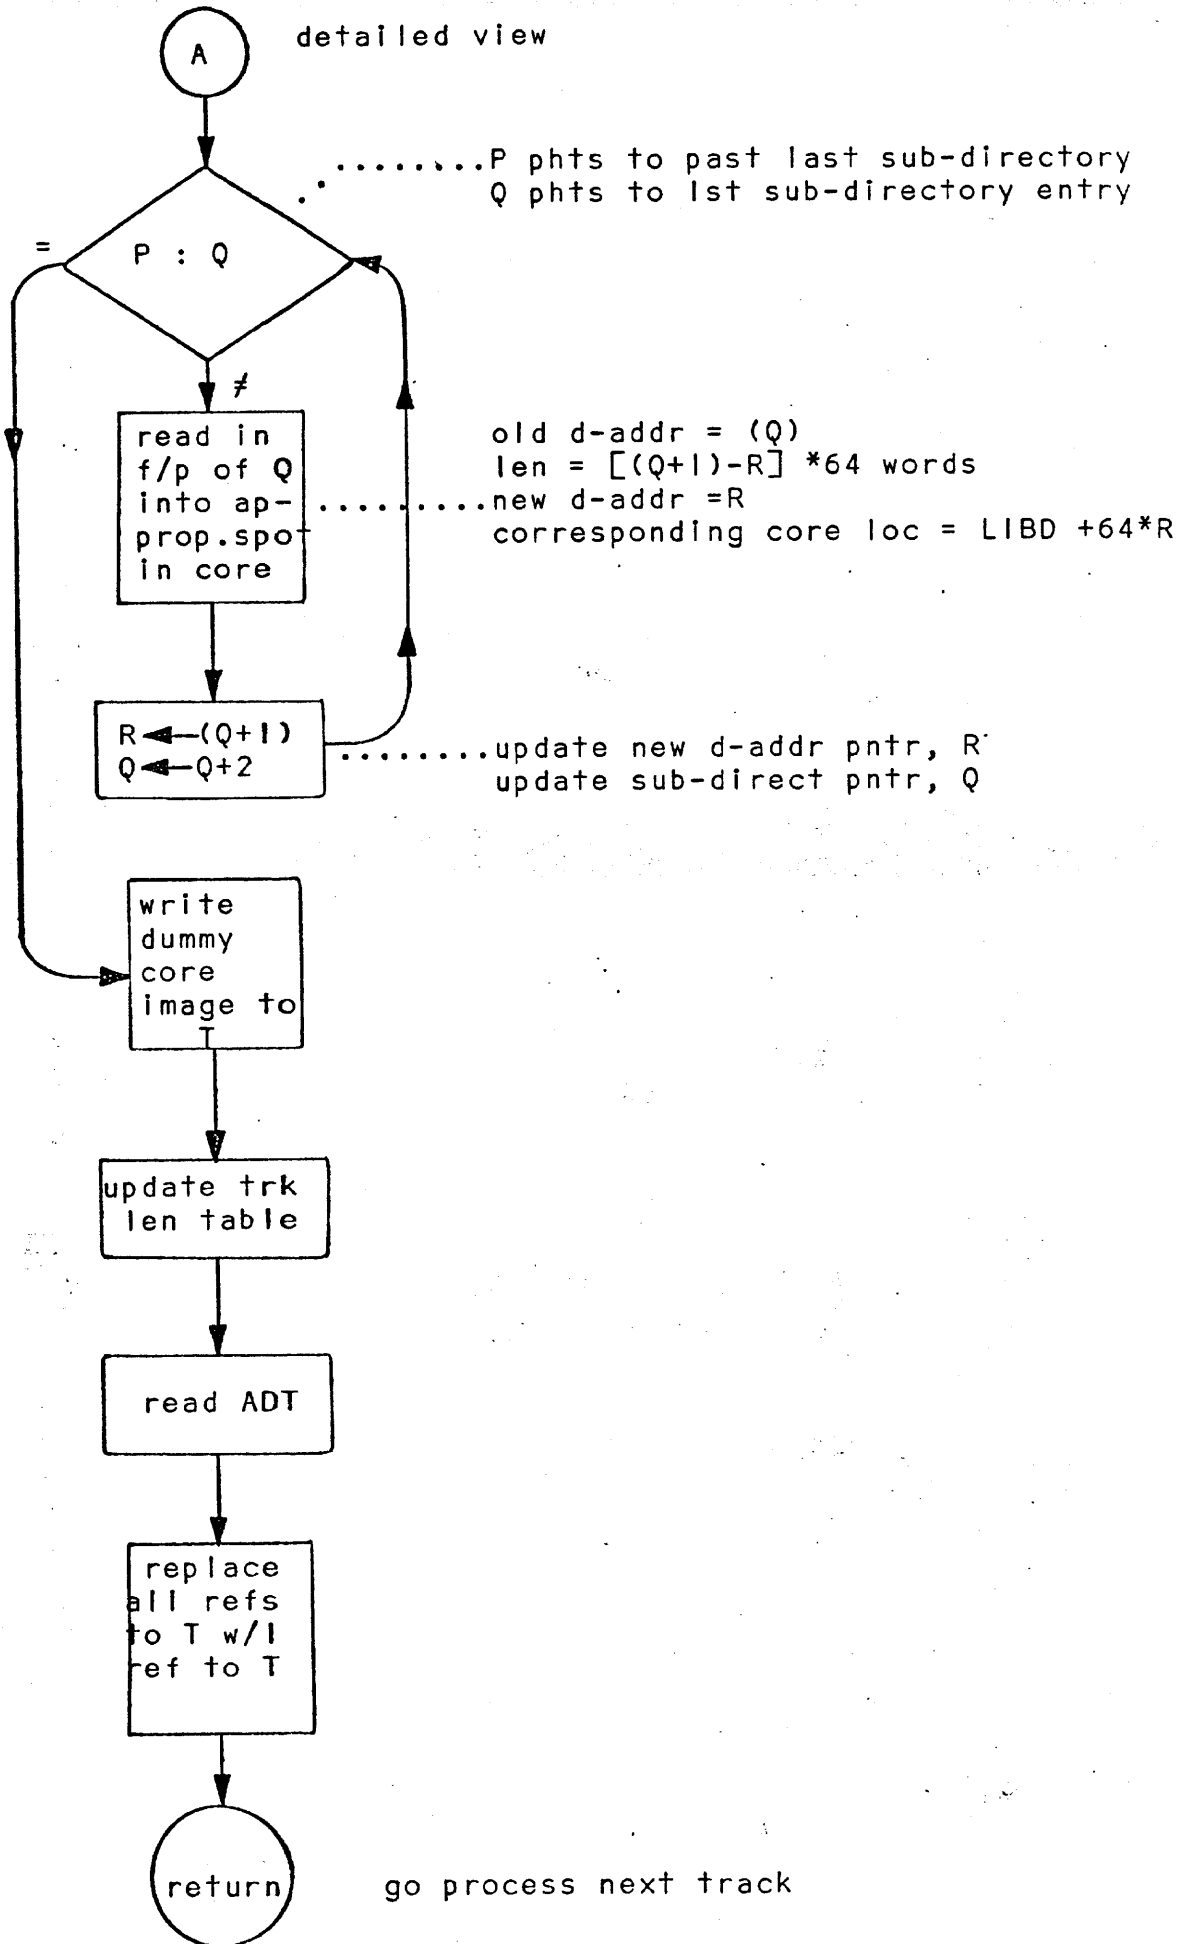 A
detailed view
........P phts to past last sub-directory
Q phts to 1st sub-directory entry
=
P : Q
≠
read in
f/p of Q
into ap-
prop.spot
in core
old d-addr = (Q)
len = [(Q+1)-R] *64 words
.........new d-addr =R
corresponding core loc = LIBD +64*R
R←(Q+1)
Q←Q+2
........update new d-addr pntr, R
update sub-direct pntr, Q
write
dummy
core
image to
T
update trk
len table
read ADT
replace
all refs
to T w/1
ref to T
return
go process next track